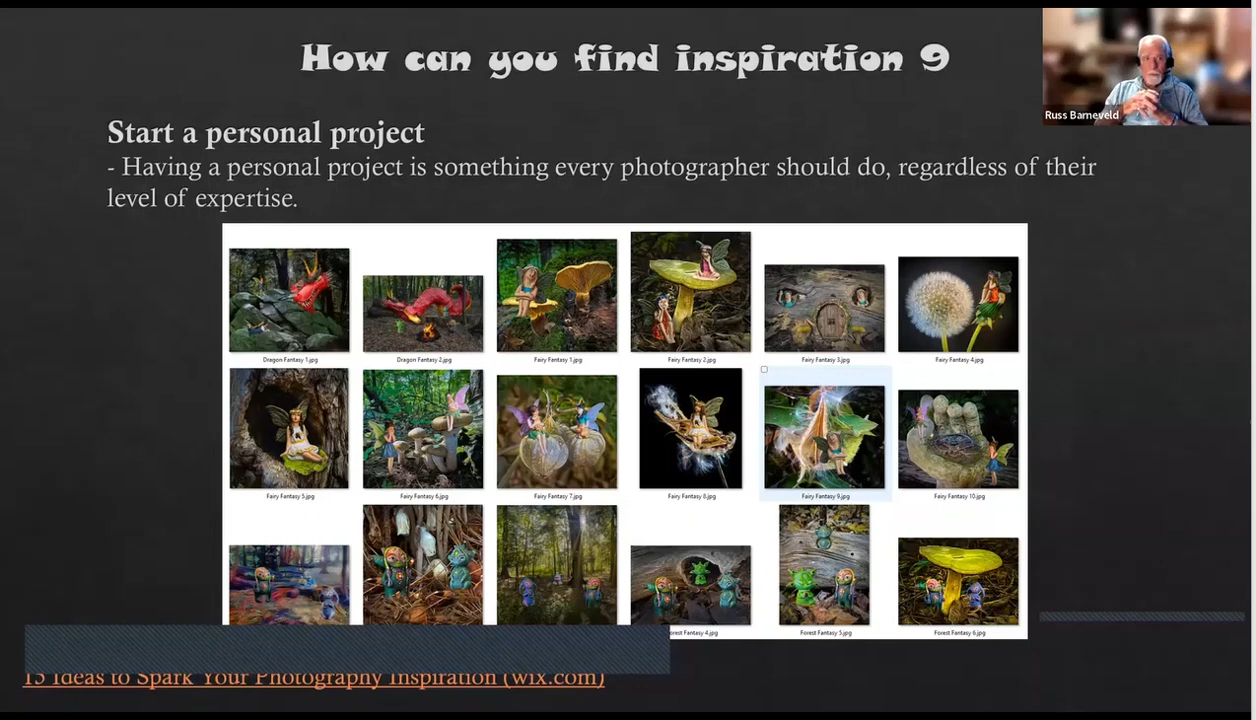 How can you find inspiration 9
Russ Barneveld
Start a personal project
- Having a personal project is something every photographer should do, regardless of their
level of expertise.
Dragon Fantasy 1.jpg
Dragon Fantasy 2.jpg
Fairy Fantasy 1.jpg
Fairy Fantasy 2.jpg
Fairy Fantasy 3.jpg
Fairy Fantasy 4.jpg
Fairy Fantasy 5.jpg
Fairy Fantasy 6.jpg
Fairy Fantasy 7.jpg
Fairy Fantasy 8.jpg
Fairy Fantasy 9.jpg
Fairy Fantasy 10.jpg
Fantasy 4.jpg
Forest Fantasy 5.jpg
Forest Fantasy 6.jpg
15 Ideas to Spark Your Photography Inspiration (wix.com)